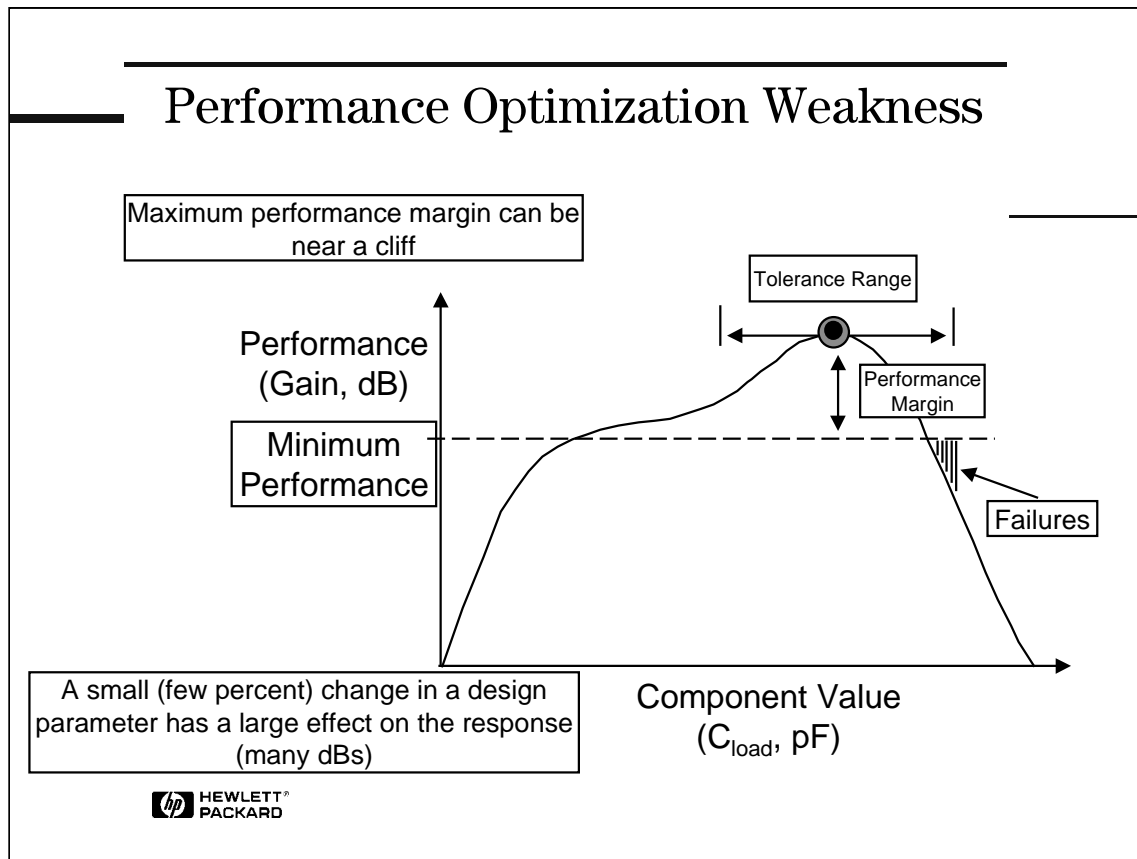 Performance Optimization Weakness
Maximum performance margin can be
near a cliff
Tolerance Range
Performance
(Gain, dB)
Performance
Margin
Minimum
Performance
Failures
A small (few percent) change in a design
parameter has a large effect on the response
(many dBs)
Component Value
(Cload, pF)
hp HEWLETT®
PACKARD